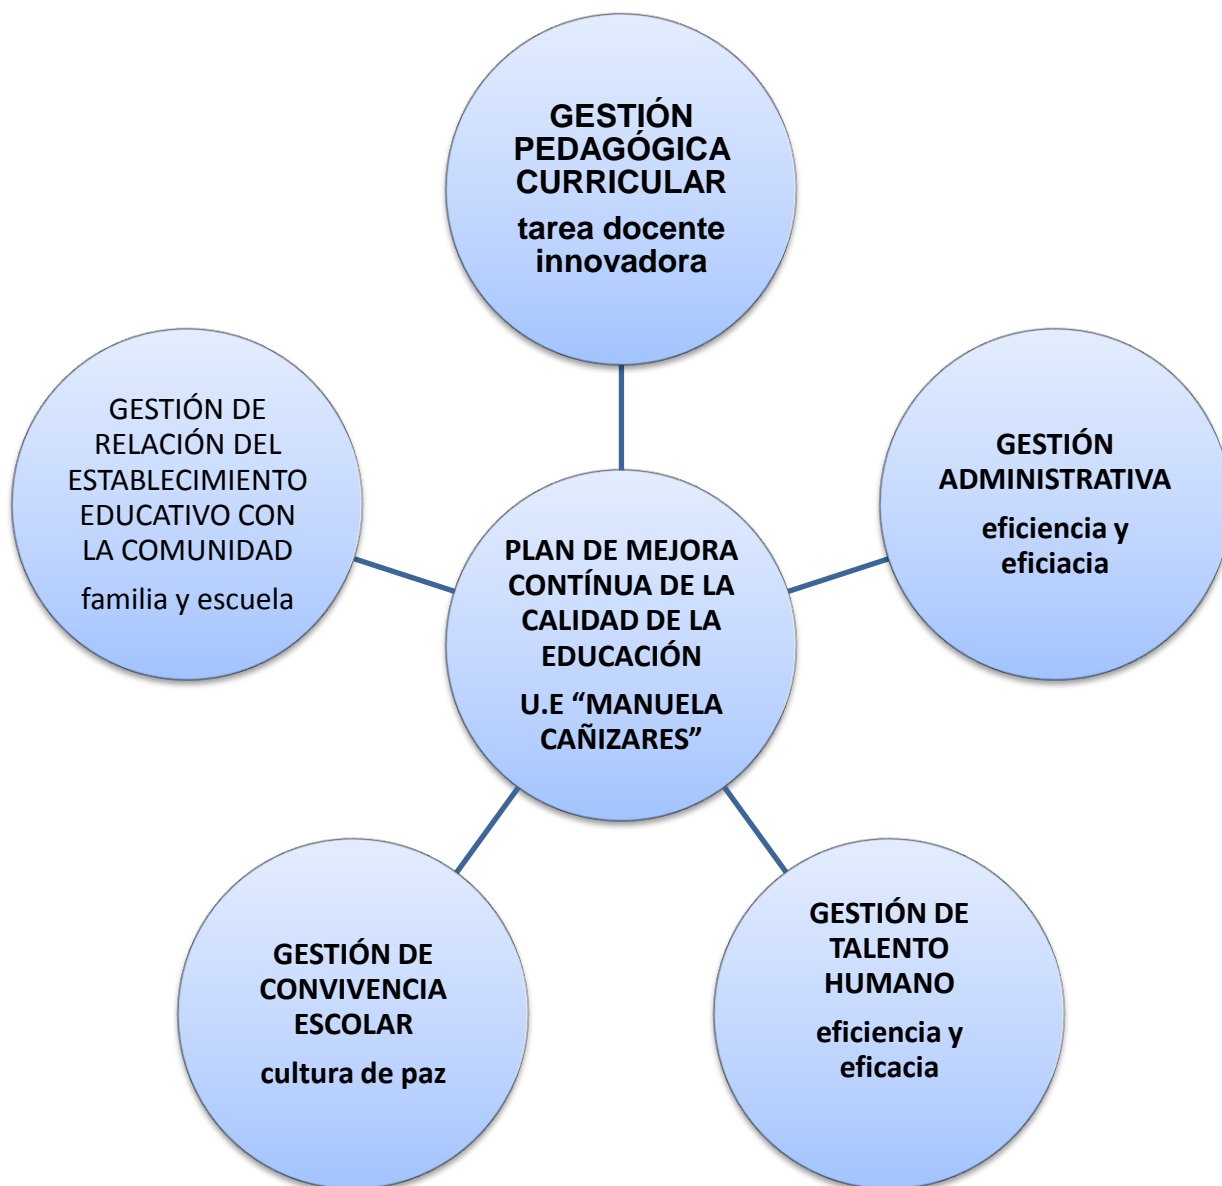 GESTIÓN
PEDAGÓGICA
CURRICULAR
tarea docente
innovadora
GESTIÓN DE
RELACIÓN DEL
ESTABLECIMIENTO
EDUCATIVO CON
LA COMUNIDAD
familia y escuela
GESTIÓN
ADMINISTRATIVA
eficiencia y
eficiacia
PLAN DE MEJORA
CONTÍNUA DE LA
CALIDAD DE LA
EDUCACIÓN
U.E “MANUELA
CAÑIZARES”
GESTIÓN DE
CONVIVENCIA
ESCOLAR
cultura de paz
GESTIÓN DE
TALENTO
HUMANO
eficiencia y
eficacia